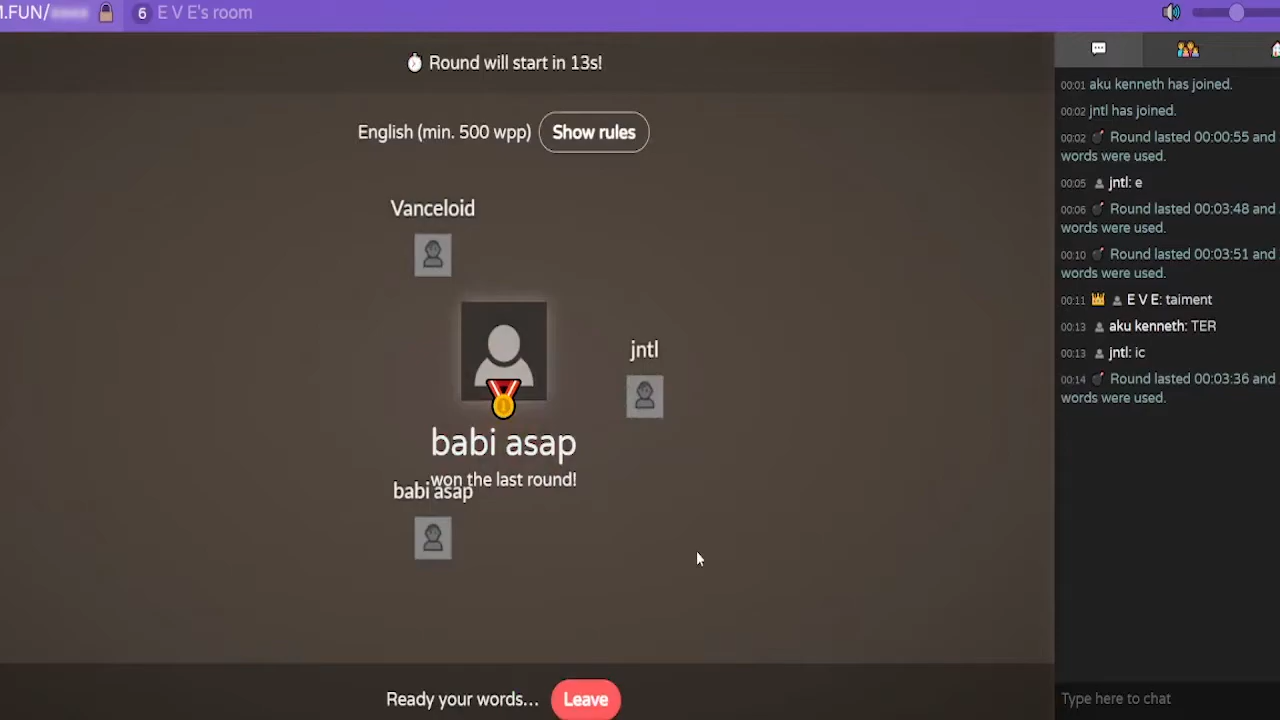 M.FUN/
6 E V E's room
Round will start in 13s!
English (min. 500 wpp) Show rules
Vanceloid
jntl
babi asap
won the last round!
babi asap
Ready your words... Leave
00:01 aku kenneth has joined.
00:02 jntl has joined.
00:02 Round lasted 00:00:55 and
words were used.
00:05 jntl: e
00:06 Round lasted 00:03:48 and
words were used.
00:10 Round lasted 00:03:51 and
words were used.
00:11 E V E: taiment
00:13 aku kenneth: TER
00:13 jntl: ic
00:14 Round lasted 00:03:36 and
words were used.
Type here to chat